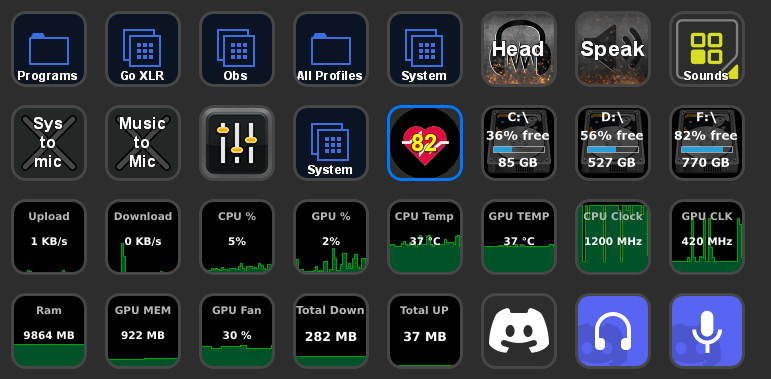 Programs
Go XLR
Obs
All Profiles
System
Head
Speak
Sounds
Sys
to
mic
Music
to
Mic
System
82
C:\
36% free
85 GB
D:\
56% free
527 GB
F:\
82% free
770 GB
Upload
1 KB/s
Download
0 KB/s
CPU %
5%
GPU %
2%
CPU Temp
37 °C
GPU TEMP
37 °C
CPU Clock
1200 MHz
GPU CLK
420 MHz
Ram
9864 MB
GPU MEM
922 MB
GPU Fan
30 %
Total Down
282 MB
Total UP
37 MB